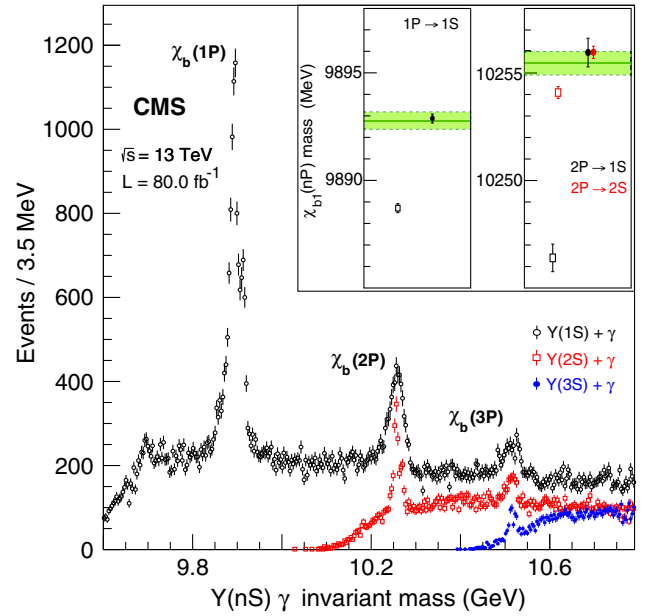 Events / 3.5 MeV
1200
1000
800
600
400
200
0
χb(1P)
CMS
√s = 13 TeV
L = 80.0 fb⁻¹
χb1(nP) mass (MeV)
9895
9890
1P → 1S
10255
10250
2P → 1S
2P → 2S
χb(2P)
χb(3P)
Υ(1S) + γ
Υ(2S) + γ
Υ(3S) + γ
9.8
10.2
10.6
Υ(nS) γ invariant mass (GeV)